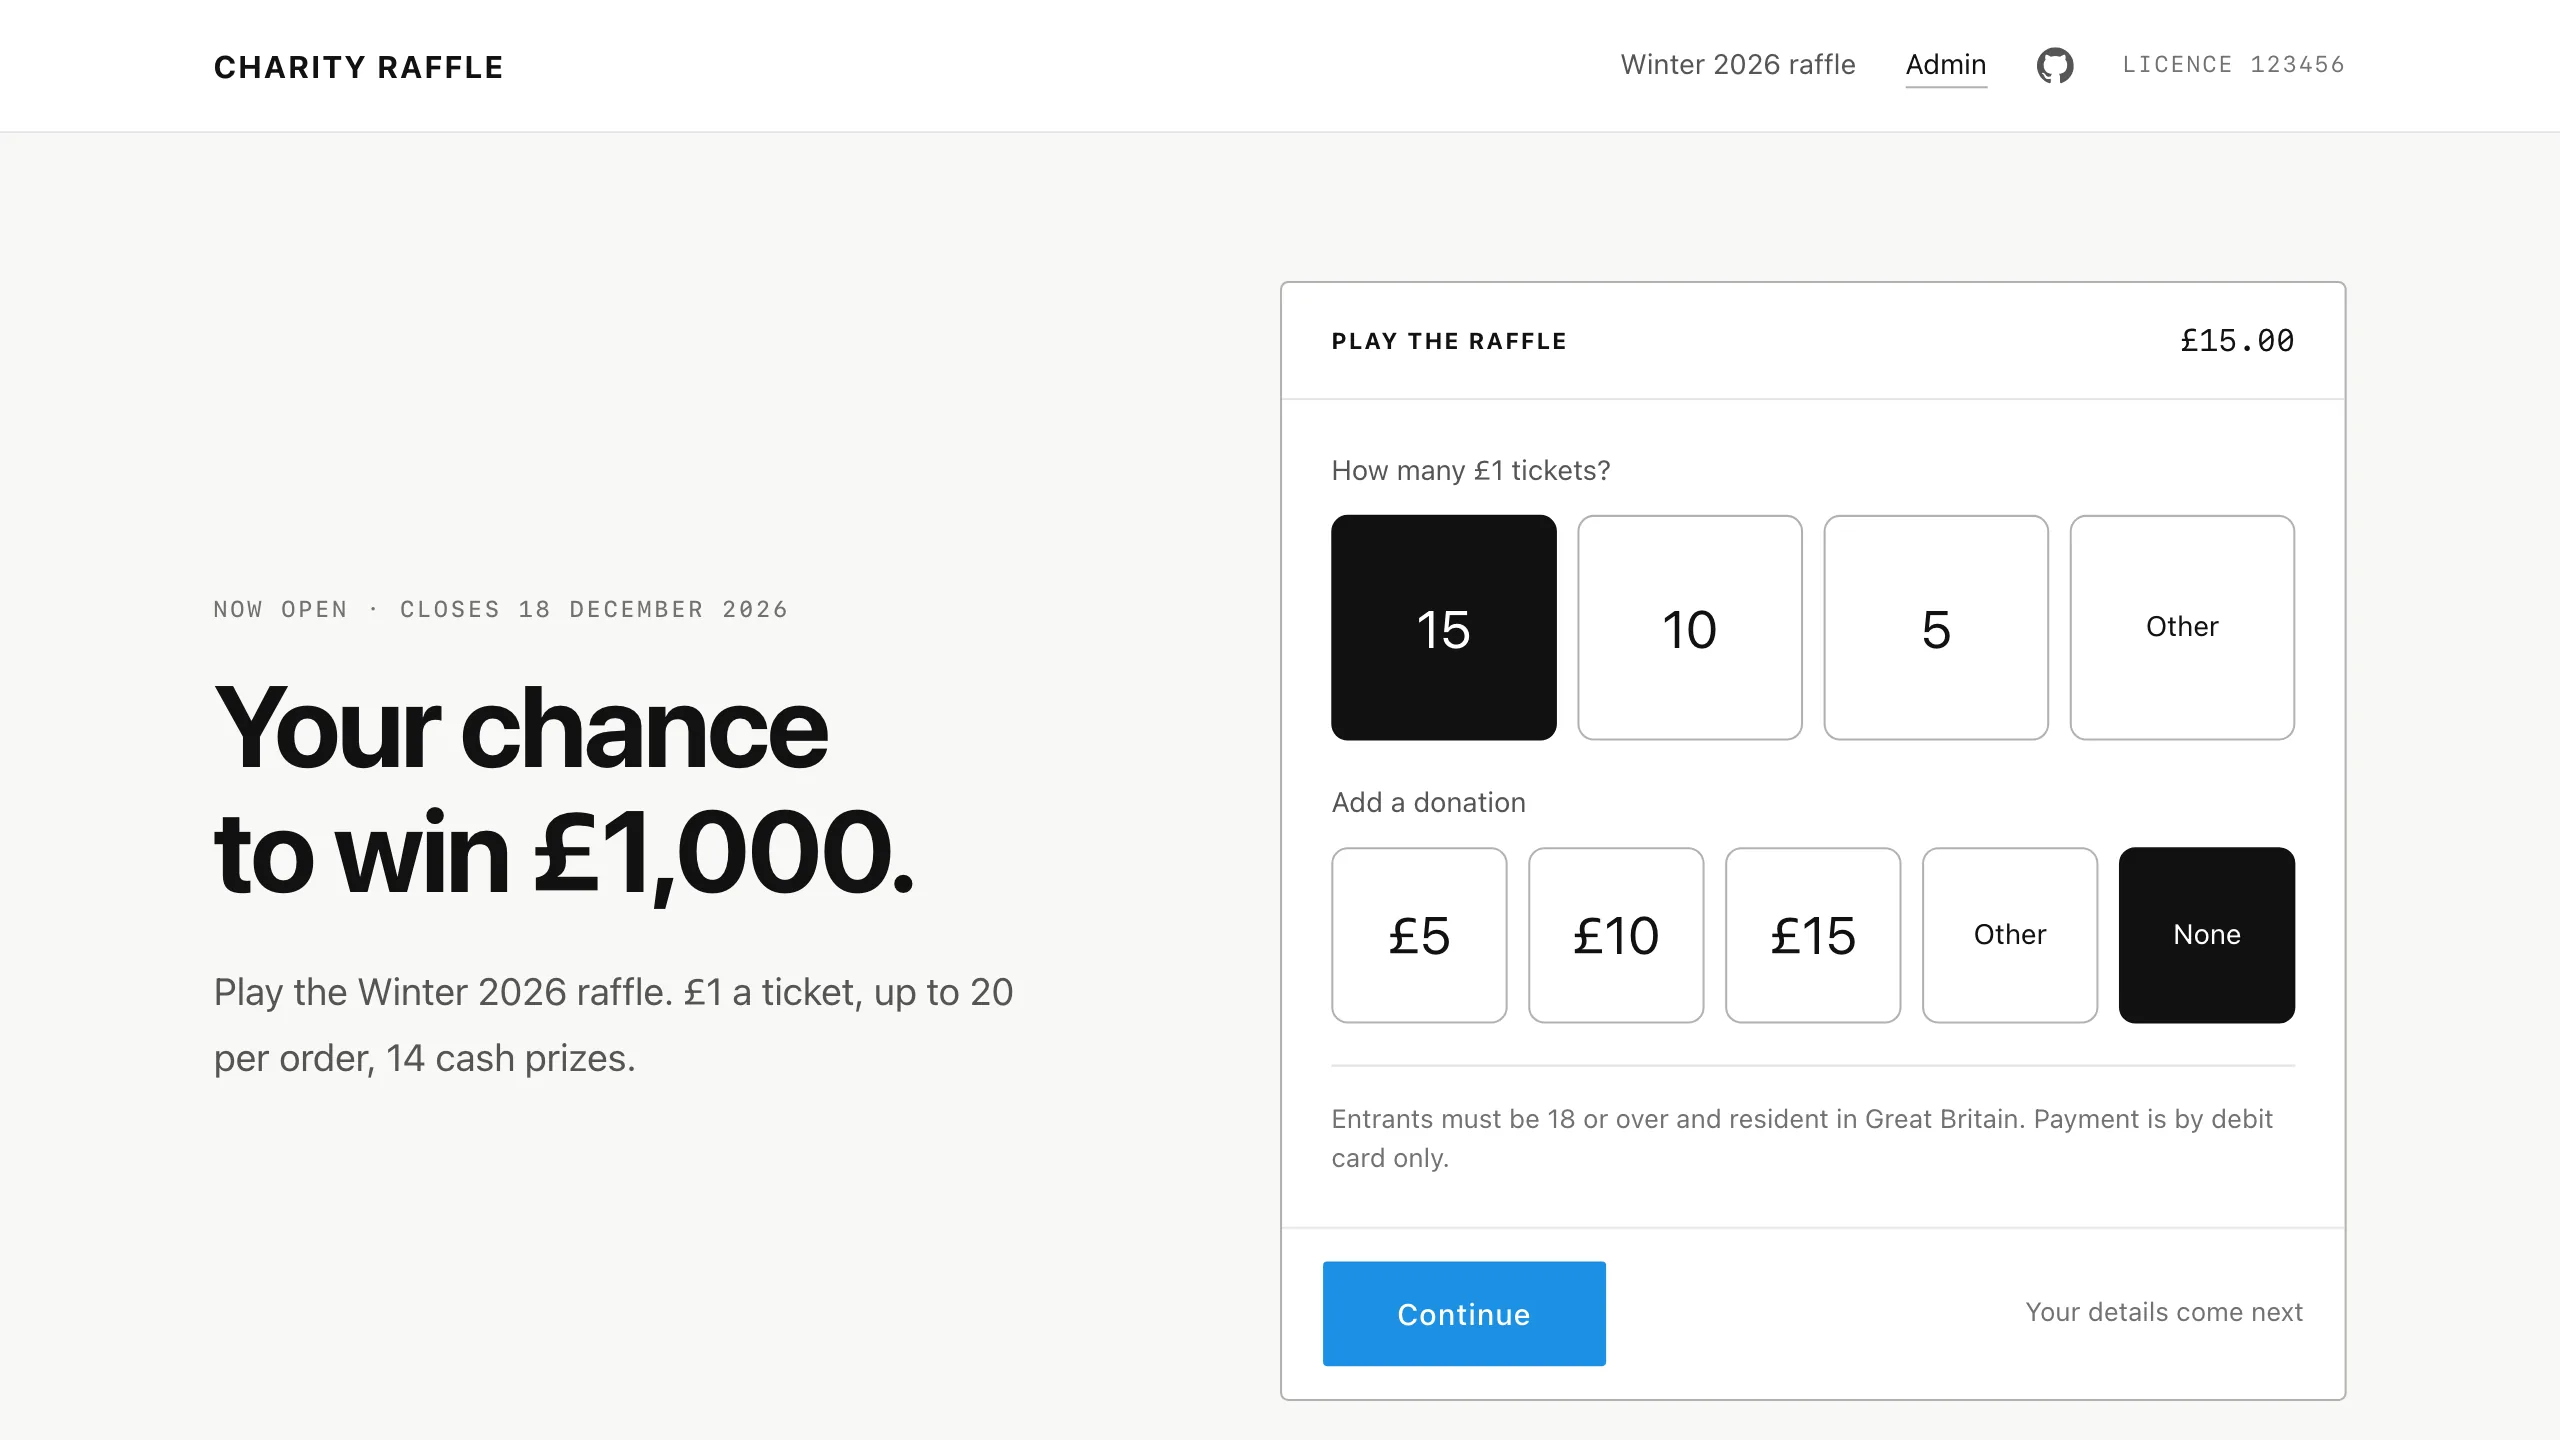 CHARITY RAFFLE
Winter 2026 raffle
Admin
LICENCE 123456
NOW OPEN · CLOSES 18 DECEMBER 2026
Your chance
to win £1,000.
Play the Winter 2026 raffle. £1 a ticket, up to 20
per order, 14 cash prizes.
PLAY THE RAFFLE
£15.00
How many £1 tickets?
15
10
5
Other
Add a donation
£5
£10
£15
Other
None
Entrants must be 18 or over and resident in Great Britain. Payment is by debit
card only.
Continue
Your details come next